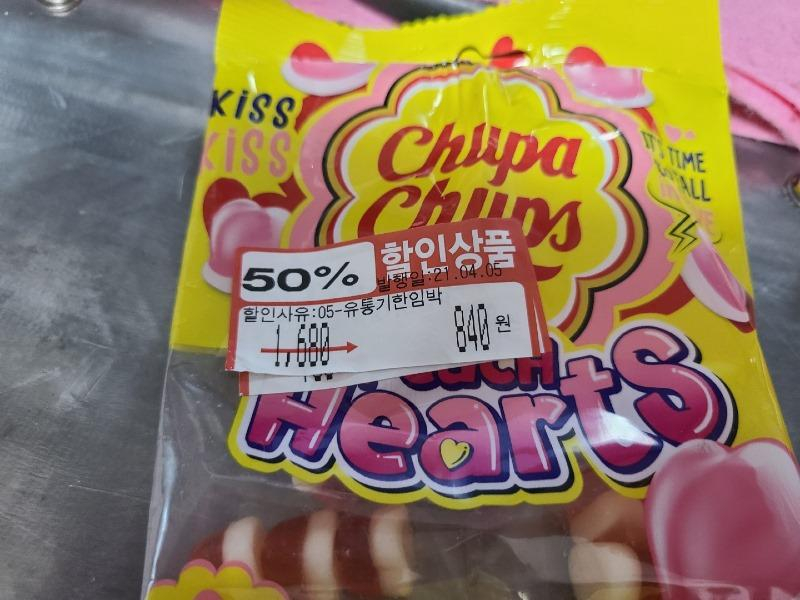 KISS
KISS
Chupa
Chups
IT'S TIME
50%
할인상품
발행일:21.04.05
할인사유:05-유통기한임박
1,680 → 840 원
Hearts